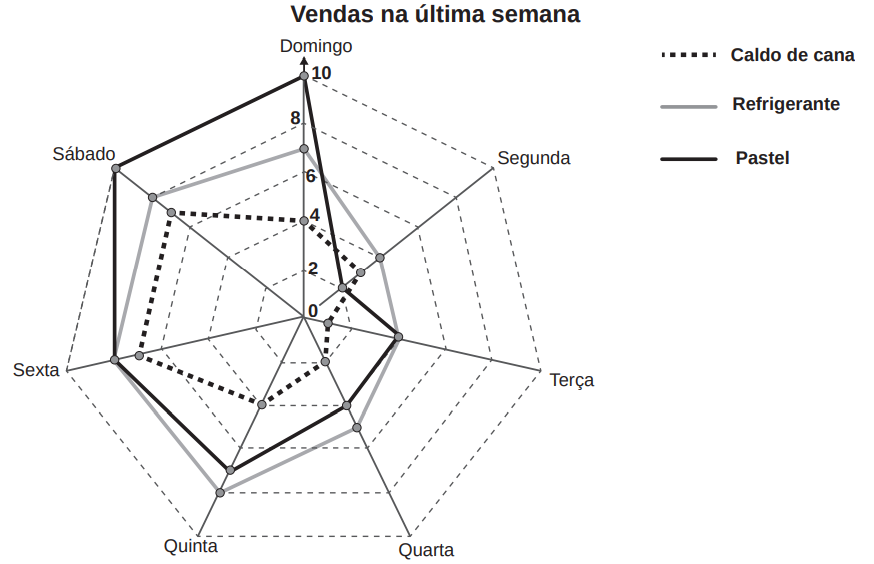 Vendas na última semana
Domingo
10
8
6
4
2
0
Segunda
Terça
Quarta
Quinta
Sexta
Sábado
Caldo de cana
Refrigerante
Pastel